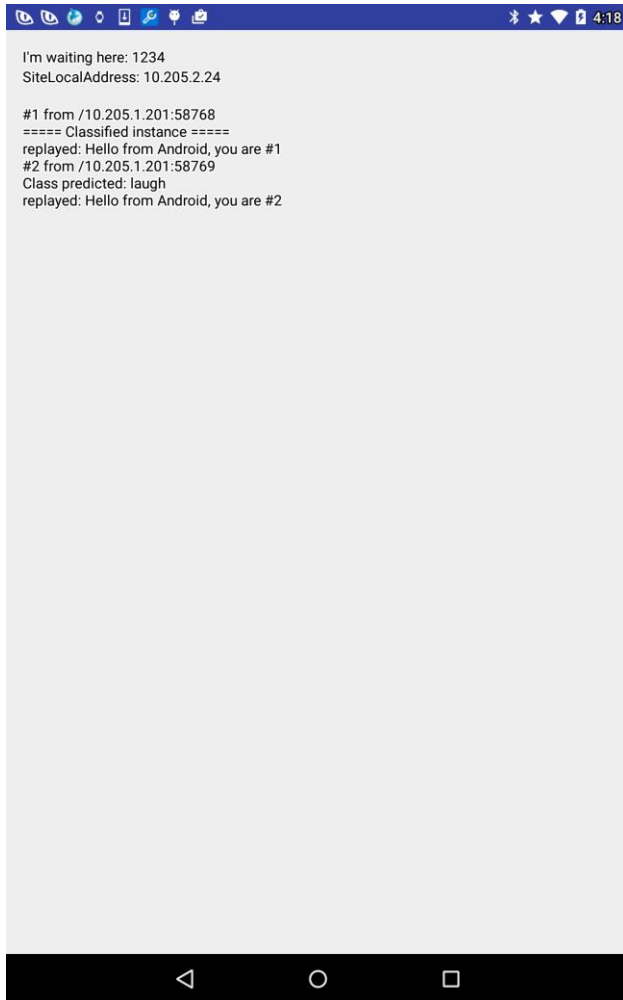 4:18
I'm waiting here: 1234
SiteLocalAddress: 10.205.2.24
#1 from /10.205.1.201:58768
===== Classified instance =====
replayed: Hello from Android, you are #1
#2 from /10.205.1.201:58769
Class predicted: laugh
replayed: Hello from Android, you are #2